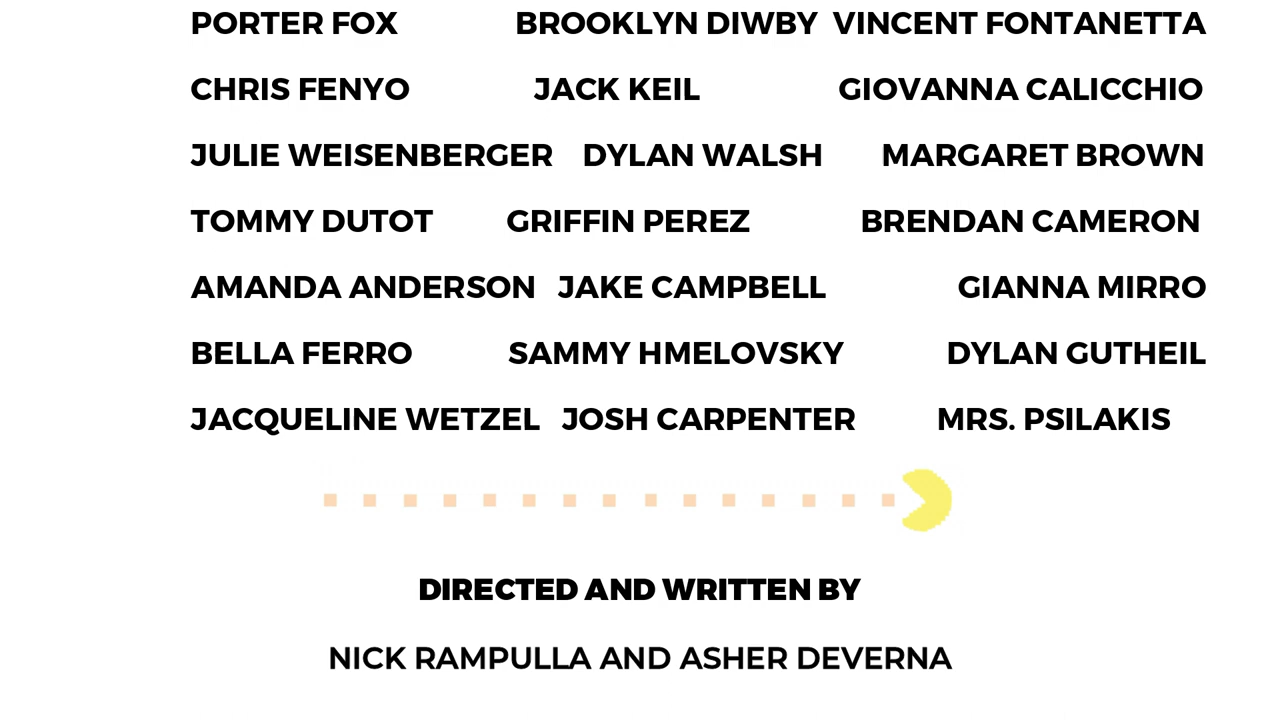 PORTER FOX BROOKLYN DIWBY VINCENT FONTANETTA
CHRIS FENYO JACK KEIL GIOVANNA CALICCHIO
JULIE WEISENBERGER DYLAN WALSH MARGARET BROWN
TOMMY DUTOT GRIFFIN PEREZ BRENDAN CAMERON
AMANDA ANDERSON JAKE CAMPBELL GIANNA MIRRO
BELLA FERRO SAMMY HMELOVSKY DYLAN GUTHEIL
JACQUELINE WETZEL JOSH CARPENTER MRS. PSILAKIS
DIRECTED AND WRITTEN BY
NICK RAMPULLA AND ASHER DEVERNA